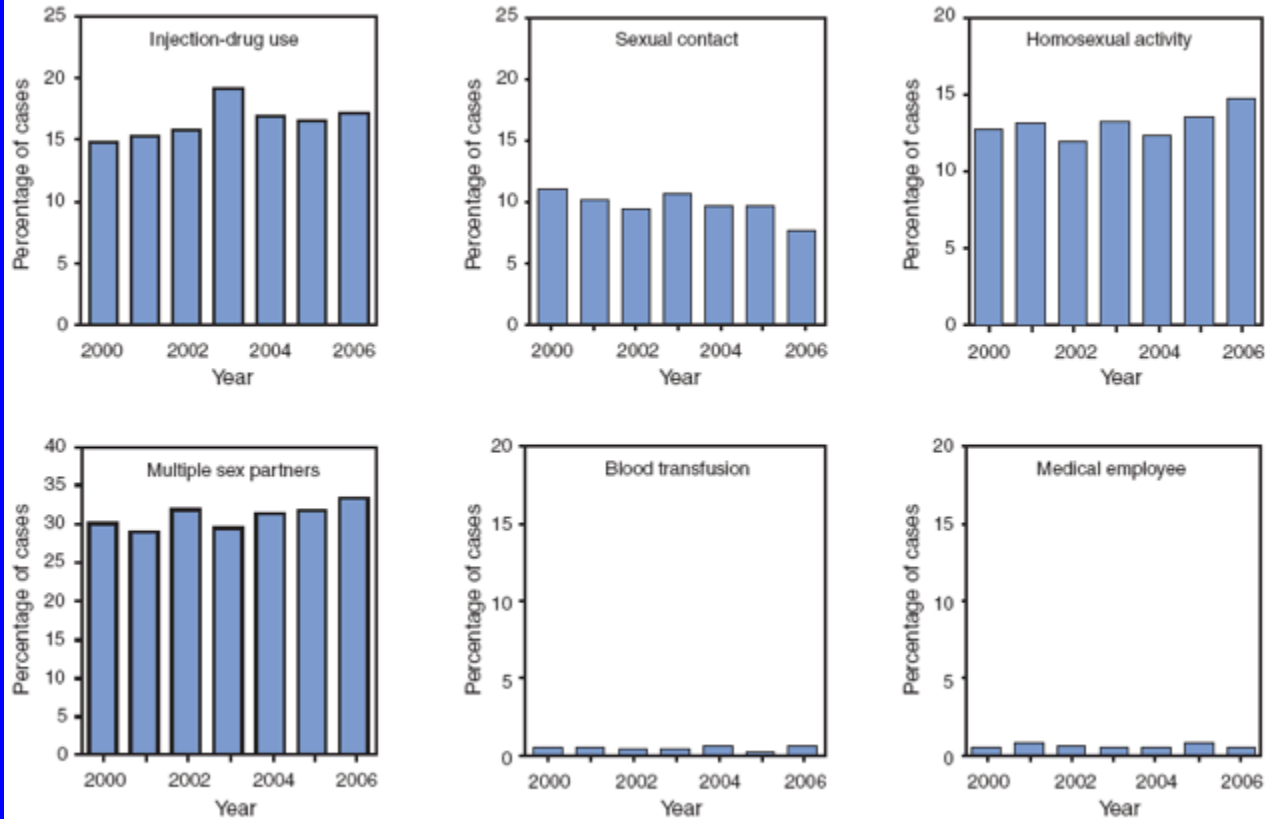 Injection-drug use
Percentage of cases
25
20
15
10
5
0
2000 2002 2004 2006
Year
Sexual contact
Percentage of cases
25
20
15
10
5
0
2000 2002 2004 2006
Year
Homosexual activity
Percentage of cases
20
15
10
5
0
2000 2002 2004 2006
Year
Multiple sex partners
Percentage of cases
40
35
30
25
20
15
10
5
0
2000 2002 2004 2006
Year
Blood transfusion
Percentage of cases
20
15
10
5
0
2000 2002 2004 2006
Year
Medical employee
Percentage of cases
20
15
10
5
0
2000 2002 2004 2006
Year